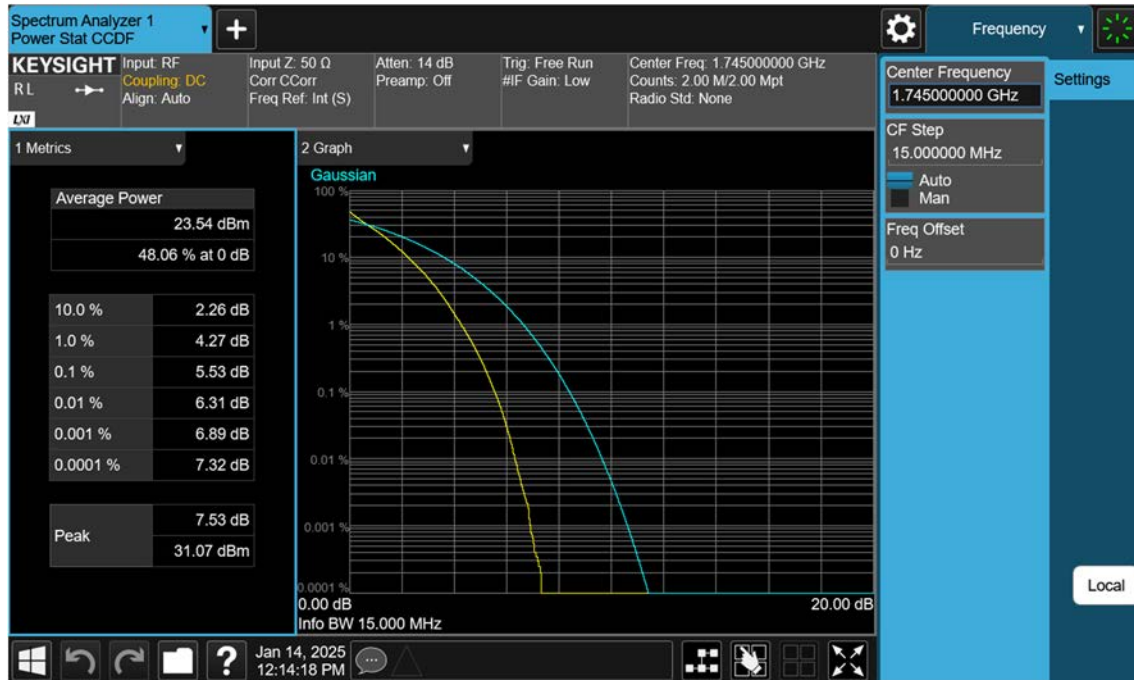 Spectrum Analyzer 1
Power Stat CCDF
Frequency
KEYSIGHT
R L
LXI
Input: RF
Coupling: DC
Align: Auto
Input Z: 50 Ω
Corr CCorr
Freq Ref: Int (S)
Atten: 14 dB
Preamp: Off
Trig: Free Run
#IF Gain: Low
Center Freq: 1.745000000 GHz
Counts: 2.00 M/2.00 Mpt
Radio Std: None
Center Frequency
1.745000000 GHz
Settings
CF Step
15.000000 MHz
Auto
Man
Freq Offset
0 Hz
Local
1 Metrics
Average Power
23.54 dBm
48.06 % at 0 dB
10.0 % 2.26 dB
1.0 % 4.27 dB
0.1 % 5.53 dB
0.01 % 6.31 dB
0.001 % 6.89 dB
0.0001 % 7.32 dB
Peak
7.53 dB
31.07 dBm
2 Graph
Gaussian
100 %
10 %
1 %
0.1 %
0.01 %
0.001 %
0.0001 %
0.00 dB 20.00 dB
Info BW 15.000 MHz
?
Jan 14, 2025
12:14:18 PM